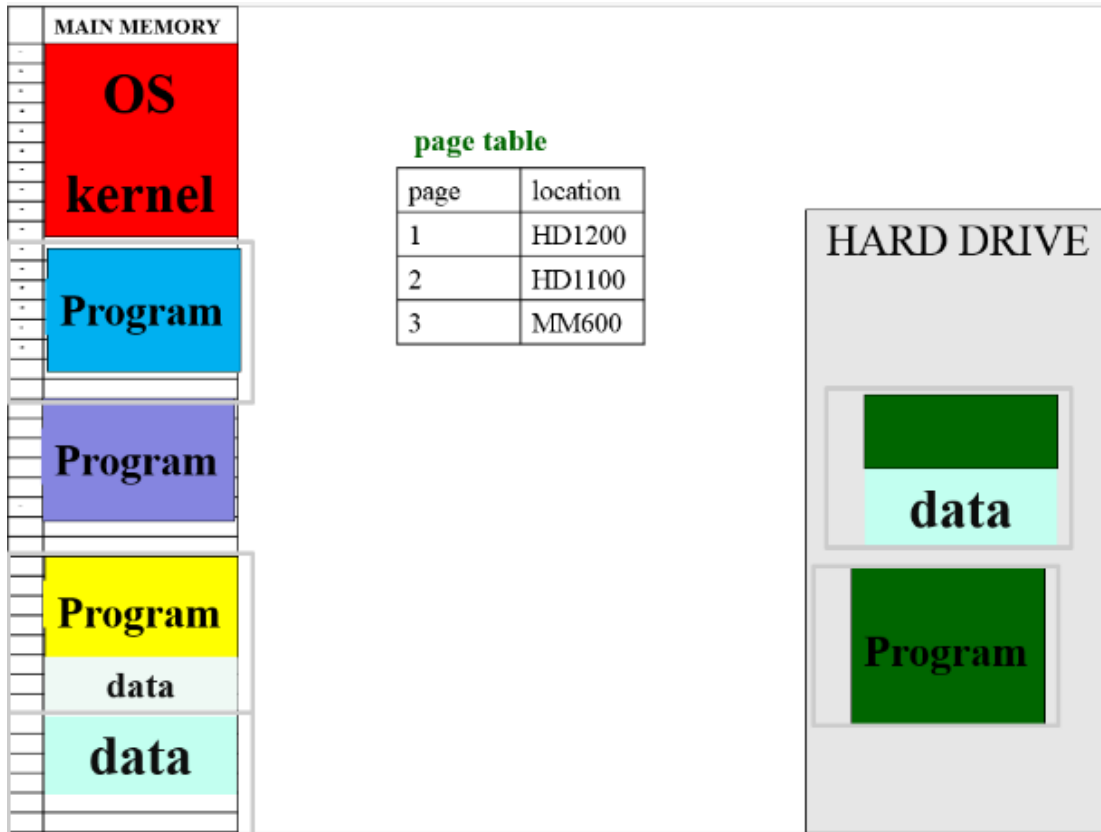 MAIN MEMORY
OS
kernel
Program
Program
Program
data
data
page table
page location
1 HD1200
2 HD1100
3 MM600
HARD DRIVE
data
Program